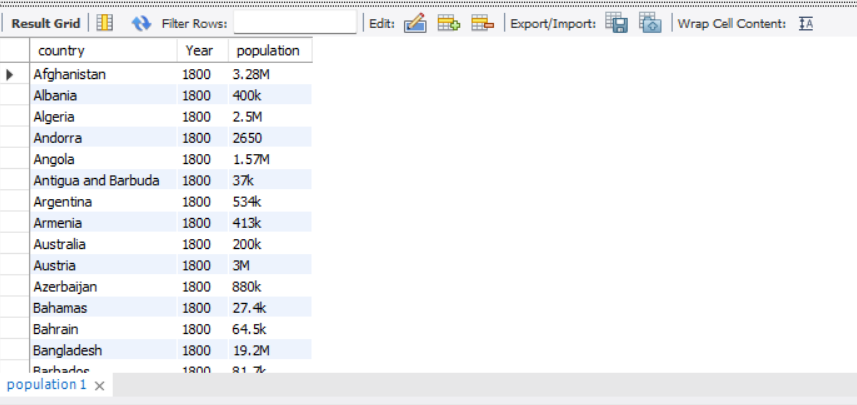 Result Grid Filter Rows: Edit: Export/Import: Wrap Cell Content: IA
country Year population
Afghanistan 1800 3.28M
Albania 1800 400k
Algeria 1800 2.5M
Andorra 1800 2650
Angola 1800 1.57M
Antigua and Barbuda 1800 37k
Argentina 1800 534k
Armenia 1800 413k
Australia 1800 200k
Austria 1800 3M
Azerbaijan 1800 880k
Bahamas 1800 27.4k
Bahrain 1800 64.5k
Bangladesh 1800 19.2M
Barbados 1800 81.7k
population 1